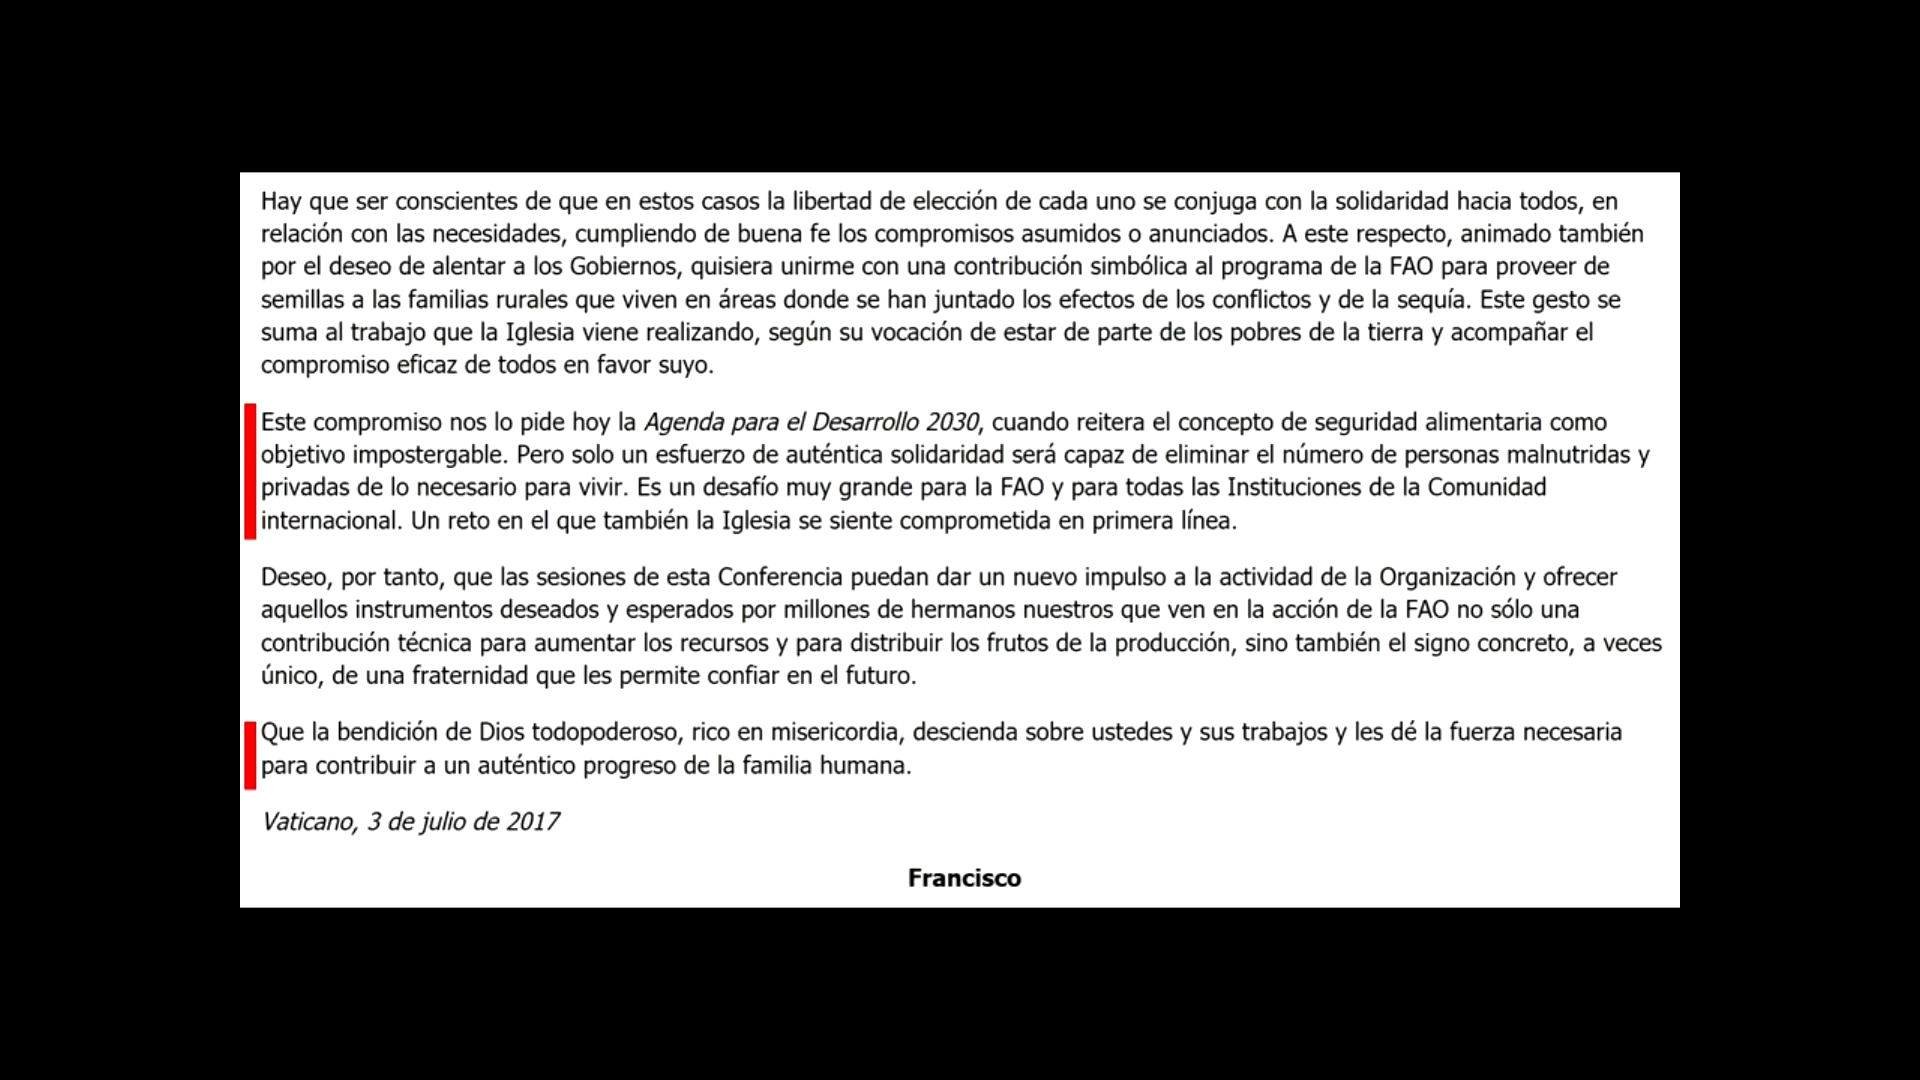 Hay que ser conscientes de que en estos casos la libertad de elección de cada uno se conjuga con la solidaridad hacia todos, en
relación con las necesidades, cumpliendo de buena fe los compromisos asumidos o anunciados. A este respecto, animado también
por el deseo de alentar a los Gobiernos, quisiera unirme con una contribución simbólica al programa de la FAO para proveer de
semillas a las familias rurales que viven en áreas donde se han juntado los efectos de los conflictos y de la sequía. Este gesto se
suma al trabajo que la Iglesia viene realizando, según su vocación de estar de parte de los pobres de la tierra y acompañar el
compromiso eficaz de todos en favor suyo.
Este compromiso nos lo pide hoy la Agenda para el Desarrollo 2030, cuando reitera el concepto de seguridad alimentaria como
objetivo impostergable. Pero solo un esfuerzo de auténtica solidaridad será capaz de eliminar el número de personas malnutridas y
privadas de lo necesario para vivir. Es un desafío muy grande para la FAO y para todas las Instituciones de la Comunidad
internacional. Un reto en el que también la Iglesia se siente comprometida en primera línea.
Deseo, por tanto, que las sesiones de esta Conferencia puedan dar un nuevo impulso a la actividad de la Organización y ofrecer
aquellos instrumentos deseados y esperados por millones de hermanos nuestros que ven en la acción de la FAO no sólo una
contribución técnica para aumentar los recursos y para distribuir los frutos de la producción, sino también el signo concreto, a veces
único, de una fraternidad que les permite confiar en el futuro.
Que la bendición de Dios todopoderoso, rico en misericordia, descienda sobre ustedes y sus trabajos y les dé la fuerza necesaria
para contribuir a un auténtico progreso de la familia humana.
Vaticano, 3 de julio de 2017
Francisco